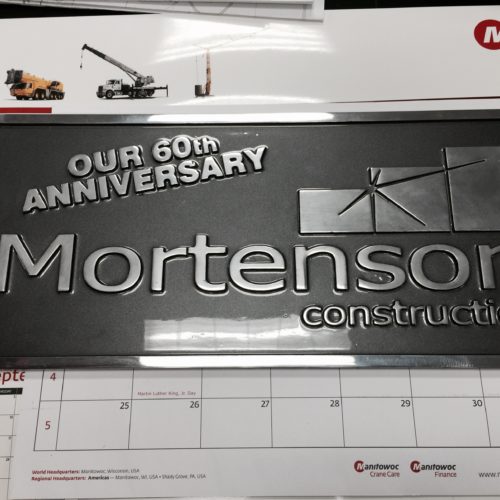 M
OUR 60th
ANNIVERSARY
Mortenson
constructio
epte
4
5
Martin Luther King, Jr. Day
25 26 27 28 29 30
World Headquarters: Manitowoc, Wisconsin, USA
Regional Headquarters: Americas — Manitowoc, WI, USA • Shady Grove, PA, USA
Manitowoc
Crane Care
Manitowoc
Finance